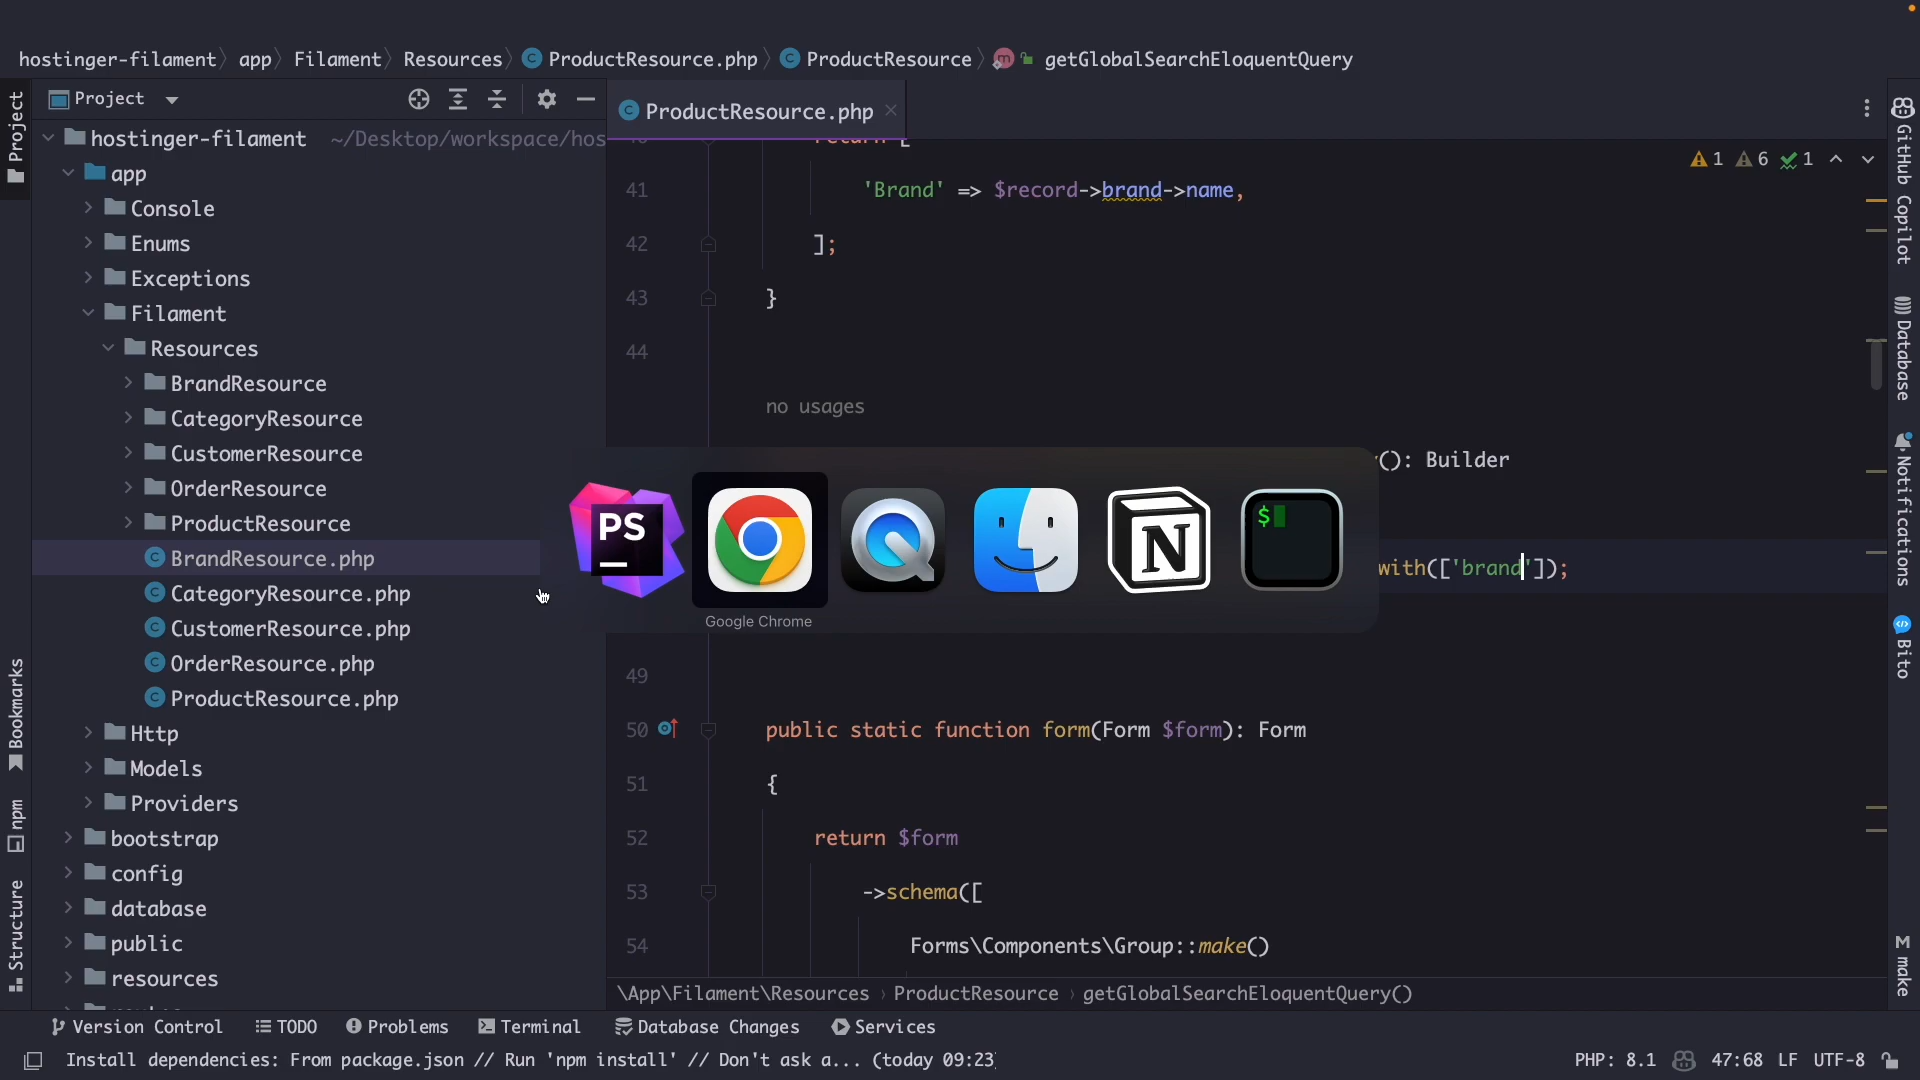 hostinger-filament
app
Filament
Resources
ProductResource.php
ProductResource
getGlobalSearchEloquentQuery
Project
Project
ProductResource.php
hostinger-filament ~/Desktop/workspace/hos
app
Console
Enums
Exceptions
Filament
Resources
BrandResource
CategoryResource
CustomerResource
OrderResource
ProductResource
BrandResource.php
CategoryResource.php
CustomerResource.php
OrderResource.php
ProductResource.php
Http
Models
Providers
bootstrap
config
database
public
resources
Bookmarks
npm
Structure
1 6 1
return [
41 'Brand' => $record->brand->name,
42 ];
43 }
44
no usages
(): Builder
with(['brand']);
PS
N
$
Google Chrome
49
50 public static function form(Form $form): Form
51 {
52 return $form
53 ->schema([
54 Forms\Components\Group::make()
\App\Filament\Resources › ProductResource › getGlobalSearchEloquentQuery()
GitHub Copilot
Database
Notifications
Bito
M make
Version Control
TODO
Problems
Terminal
Database Changes
Services
Install dependencies: From package.json // Run 'npm install' // Don't ask a... (today 09:23)
PHP: 8.1
47:68
LF
UTF-8